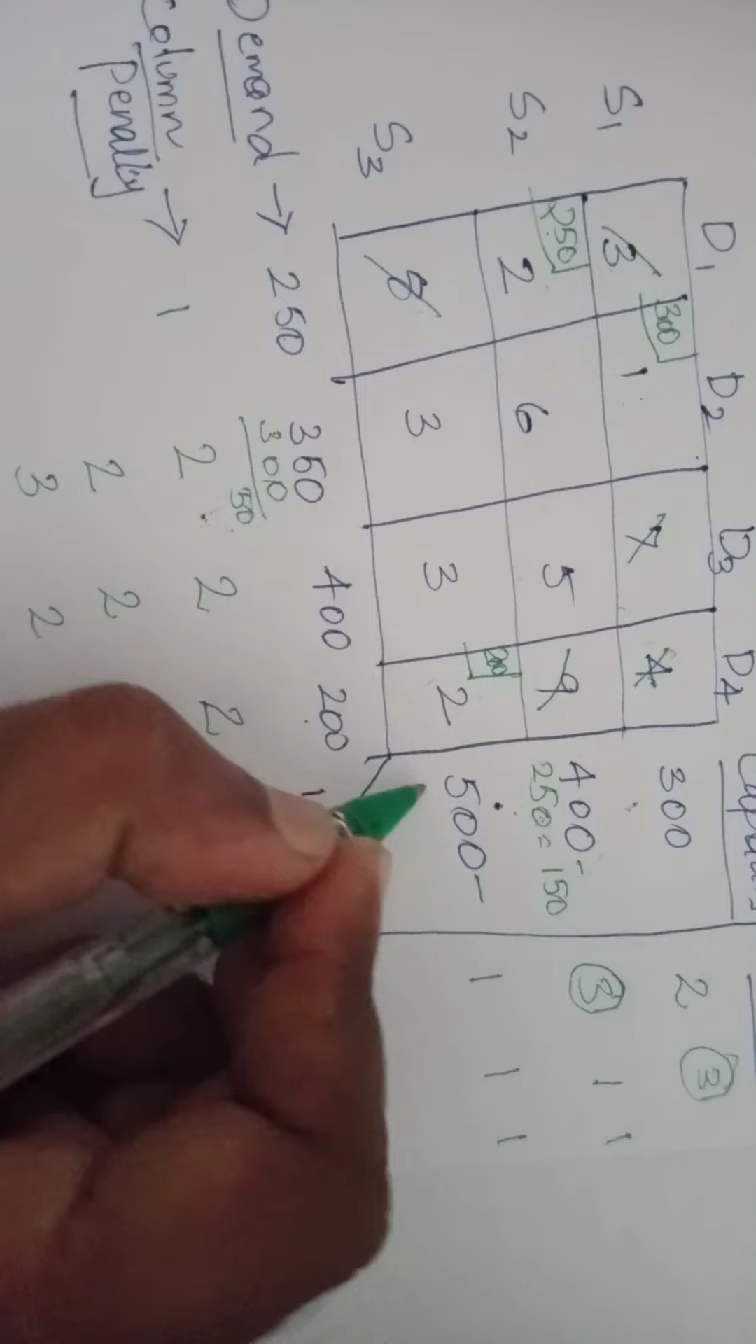 D1 D2 D3 D4
S1 3 300 1 7 4 300 2 3
S2 250 2 6 5 9 400- 250=150 3 1 1
S3 8 3 3 200 2 500- 1 1 1
Demand → 250 350 400 200
300
50
Column → 1 2 2 2
Penalty
2 2
3 2